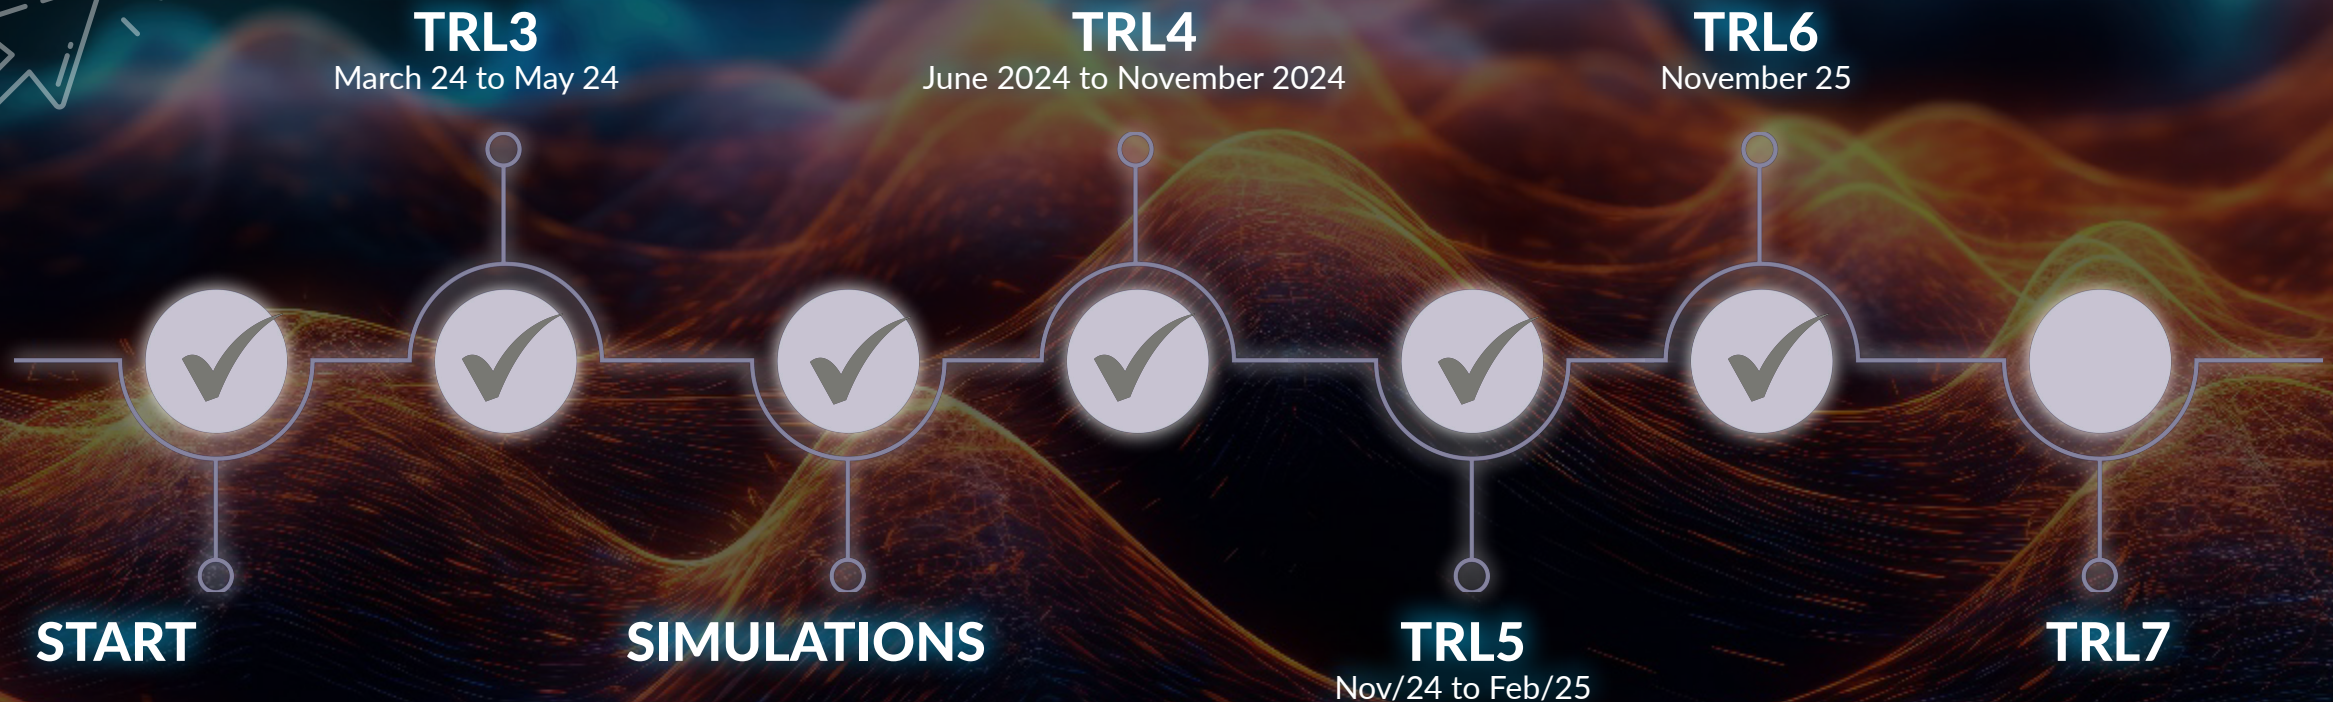 TRL3
March 24 to May 24
TRL4
June 2024 to November 2024
TRL6
November 25
START
SIMULATIONS
TRL5
Nov/24 to Feb/25
TRL7